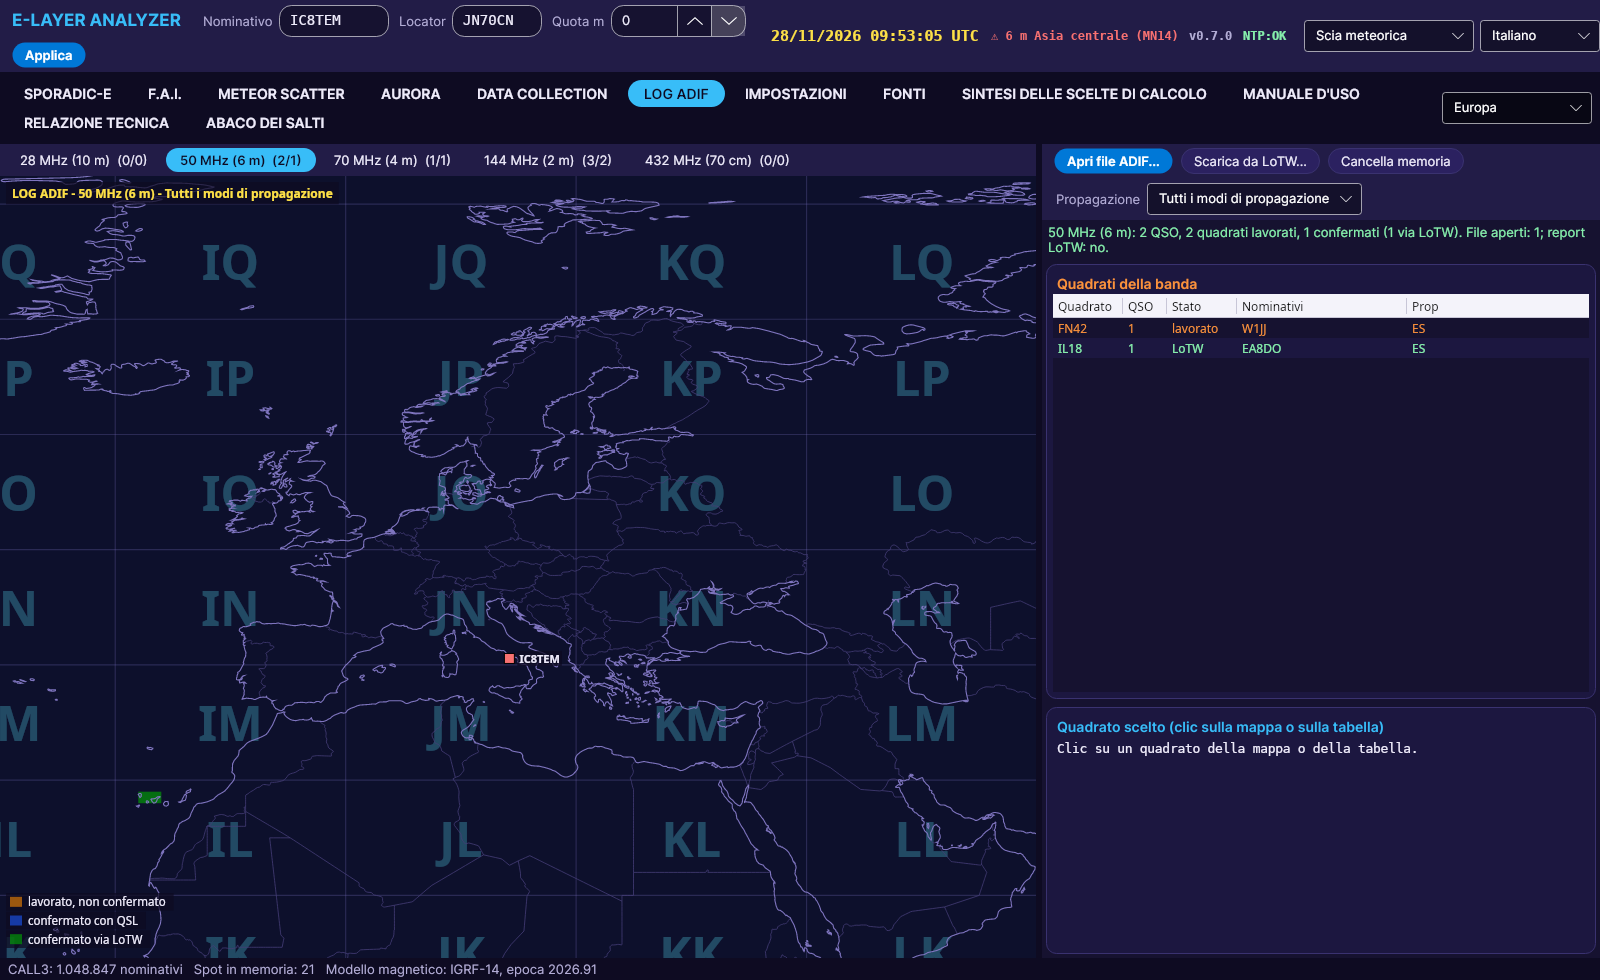 E-LAYER ANALYZER Nominativo IC8TEM Locator JN70CN Quota m 0
28/11/2026 09:53:05 UTC ⚠ 6 m Asia centrale (MN14) v0.7.0 NTP:OK Scia meteorica Italiano
Applica
SPORADIC-E F.A.I. METEOR SCATTER AURORA DATA COLLECTION LOG ADIF IMPOSTAZIONI FONTI SINTESI DELLE SCELTE DI CALCOLO MANUALE D'USO
RELAZIONE TECNICA ABACO DEI SALTI
Europa
28 MHz (10 m) (0/0) 50 MHz (6 m) (2/1) 70 MHz (4 m) (1/1) 144 MHz (2 m) (3/2) 432 MHz (70 cm) (0/0)
LOG ADIF - 50 MHz (6 m) - Tutti i modi di propagazione
Q IQ JQ KQ LQ
P IP JP KP LP
O IO JO KO LO
N IN JN KN LN
IC8TEM
M IM JM KM LM
IL IL JL KL LL
K IK JK KK LK
lavorato, non confermato
confermato con QSL
confermato via LoTW
Apri file ADIF... Scarica da LoTW... Cancella memoria
Propagazione Tutti i modi di propagazione
50 MHz (6 m): 2 QSO, 2 quadrati lavorati, 1 confermati (1 via LoTW). File aperti: 1; report
LoTW: no.
Quadrati della banda
Quadrato QSO Stato Nominativi Prop
FN42 1 lavorato W1JJ ES
IL18 1 LoTW EA8DO ES
Quadrato scelto (clic sulla mappa o sulla tabella)
Clic su un quadrato della mappa o della tabella.
CALL3: 1.048.847 nominativi Spot in memoria: 21 Modello magnetico: IGRF-14, epoca 2026.91